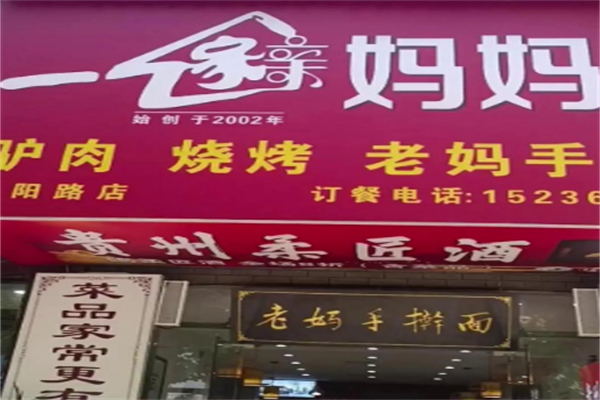 一缘亲 妈妈
始创于2002年
驴肉 烧烤 老妈手
阳路店 订餐电话:15236
贵州柔匠酒
老妈手擀面
菜品家常更有